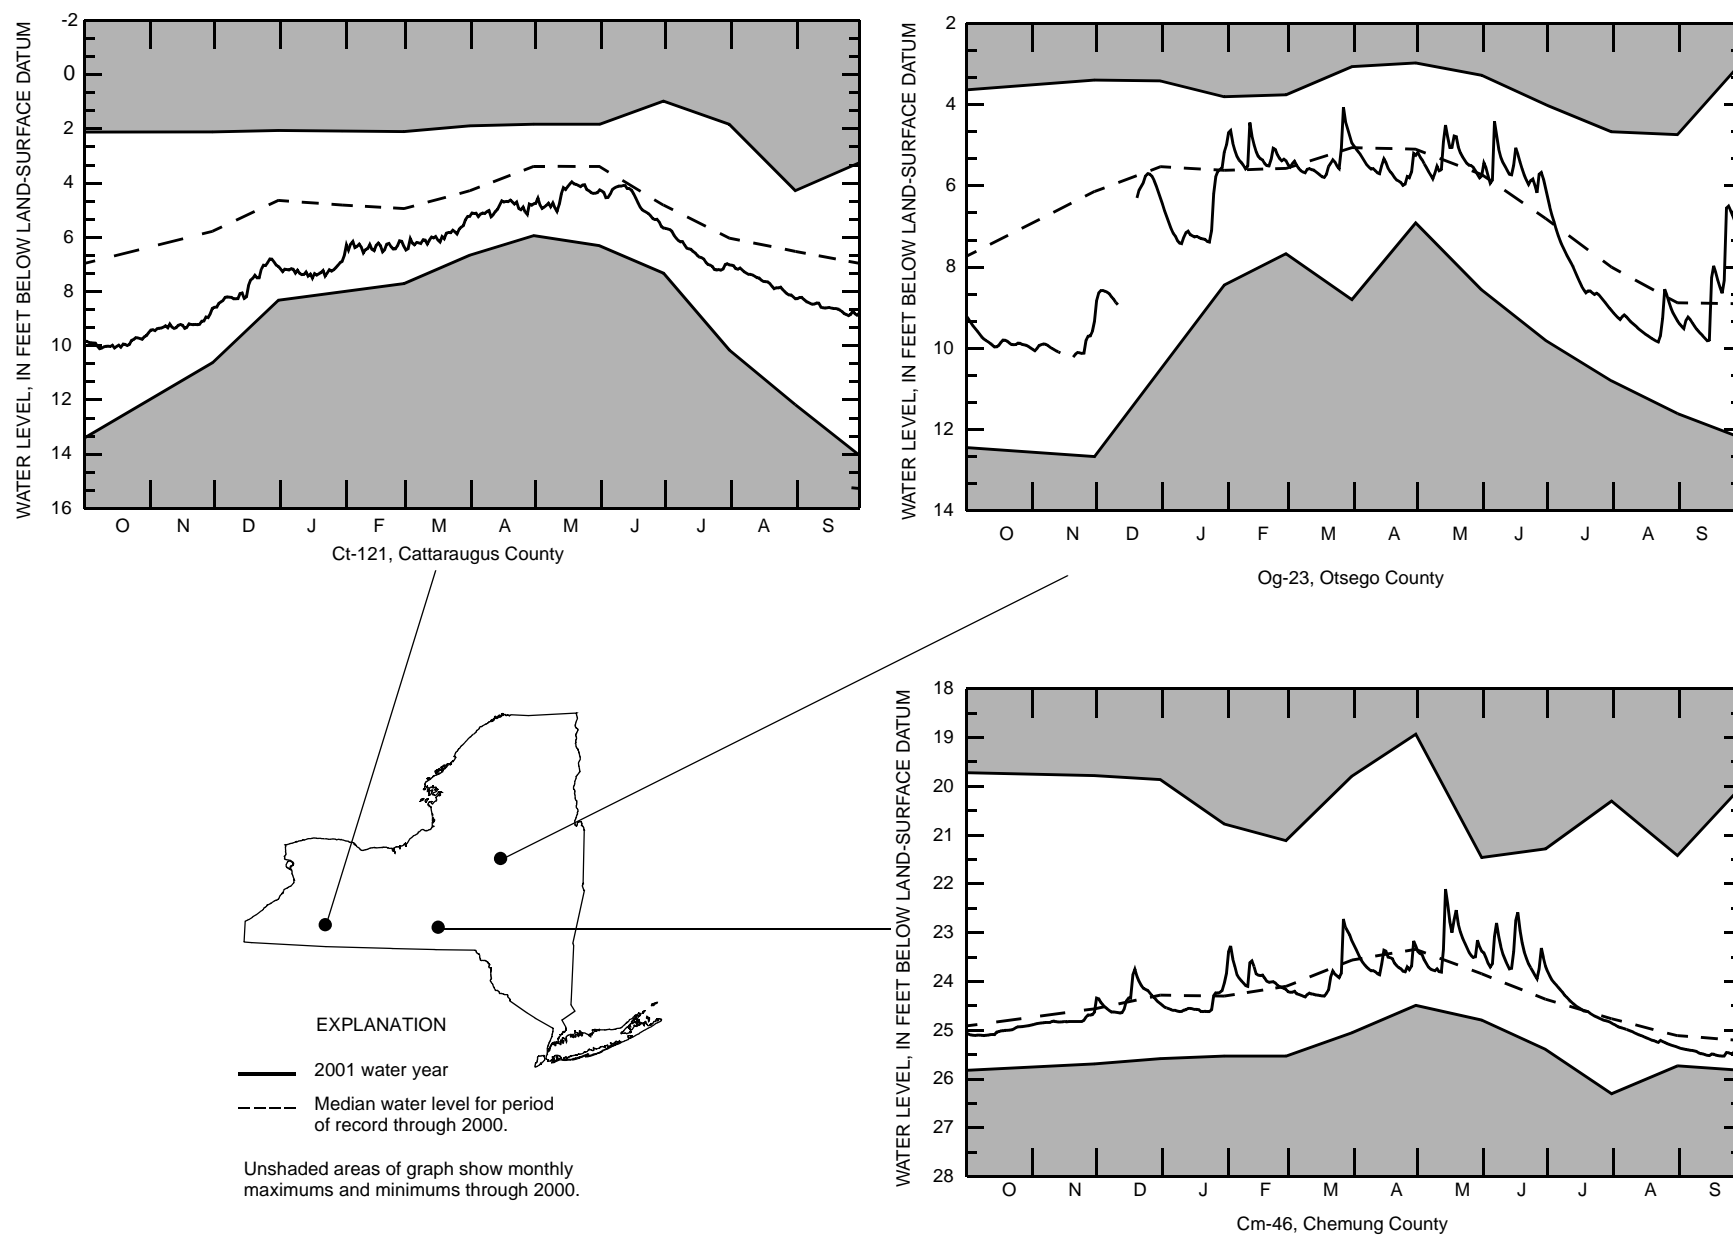 WATER LEVEL, IN FEET BELOW LAND-SURFACE DATUM
-2
0
2
4
6
8
10
12
14
16
O N D J F M A M J J A S
Ct-121, Cattaraugus County
WATER LEVEL, IN FEET BELOW LAND-SURFACE DATUM
2
4
6
8
10
12
14
O N D J F M A M J J A S
Og-23, Otsego County
WATER LEVEL, IN FEET BELOW LAND-SURFACE DATUM
18
19
20
21
22
23
24
25
26
27
28
O N D J F M A M J J A S
Cm-46, Chemung County
EXPLANATION
2001 water year
Median water level for period
of record through 2000.
Unshaded areas of graph show monthly
maximums and minimums through 2000.